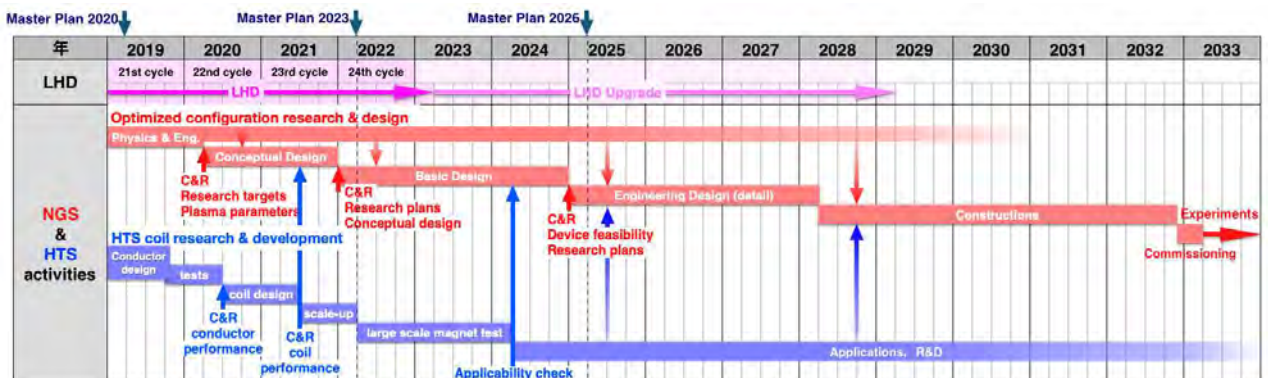 Master Plan 2020
Master Plan 2023
Master Plan 2026
年
2019
2020
2021
2022
2023
2024
2025
2026
2027
2028
2029
2030
2031
2032
2033
LHD
21st cycle
22nd cycle
23rd cycle
24th cycle
LHD
LHD Upgrade
NGS
&
HTS
activities
Optimized configuration research & design
Physics & Eng.
Conceptual Design
Basic Design
Engineering Design (detail)
Constructions
Experiments
Commissioning
C&R
Research targets
Plasma parameters
C&R
Research plans
Conceptual design
C&R
Device feasibility
Research plans
HTS coil research & development
Conductor
design
tests
coil design
scale-up
large scale magnet test
Applications, R&D
C&R
conductor
performance
C&R
coil
performance
Applicability check